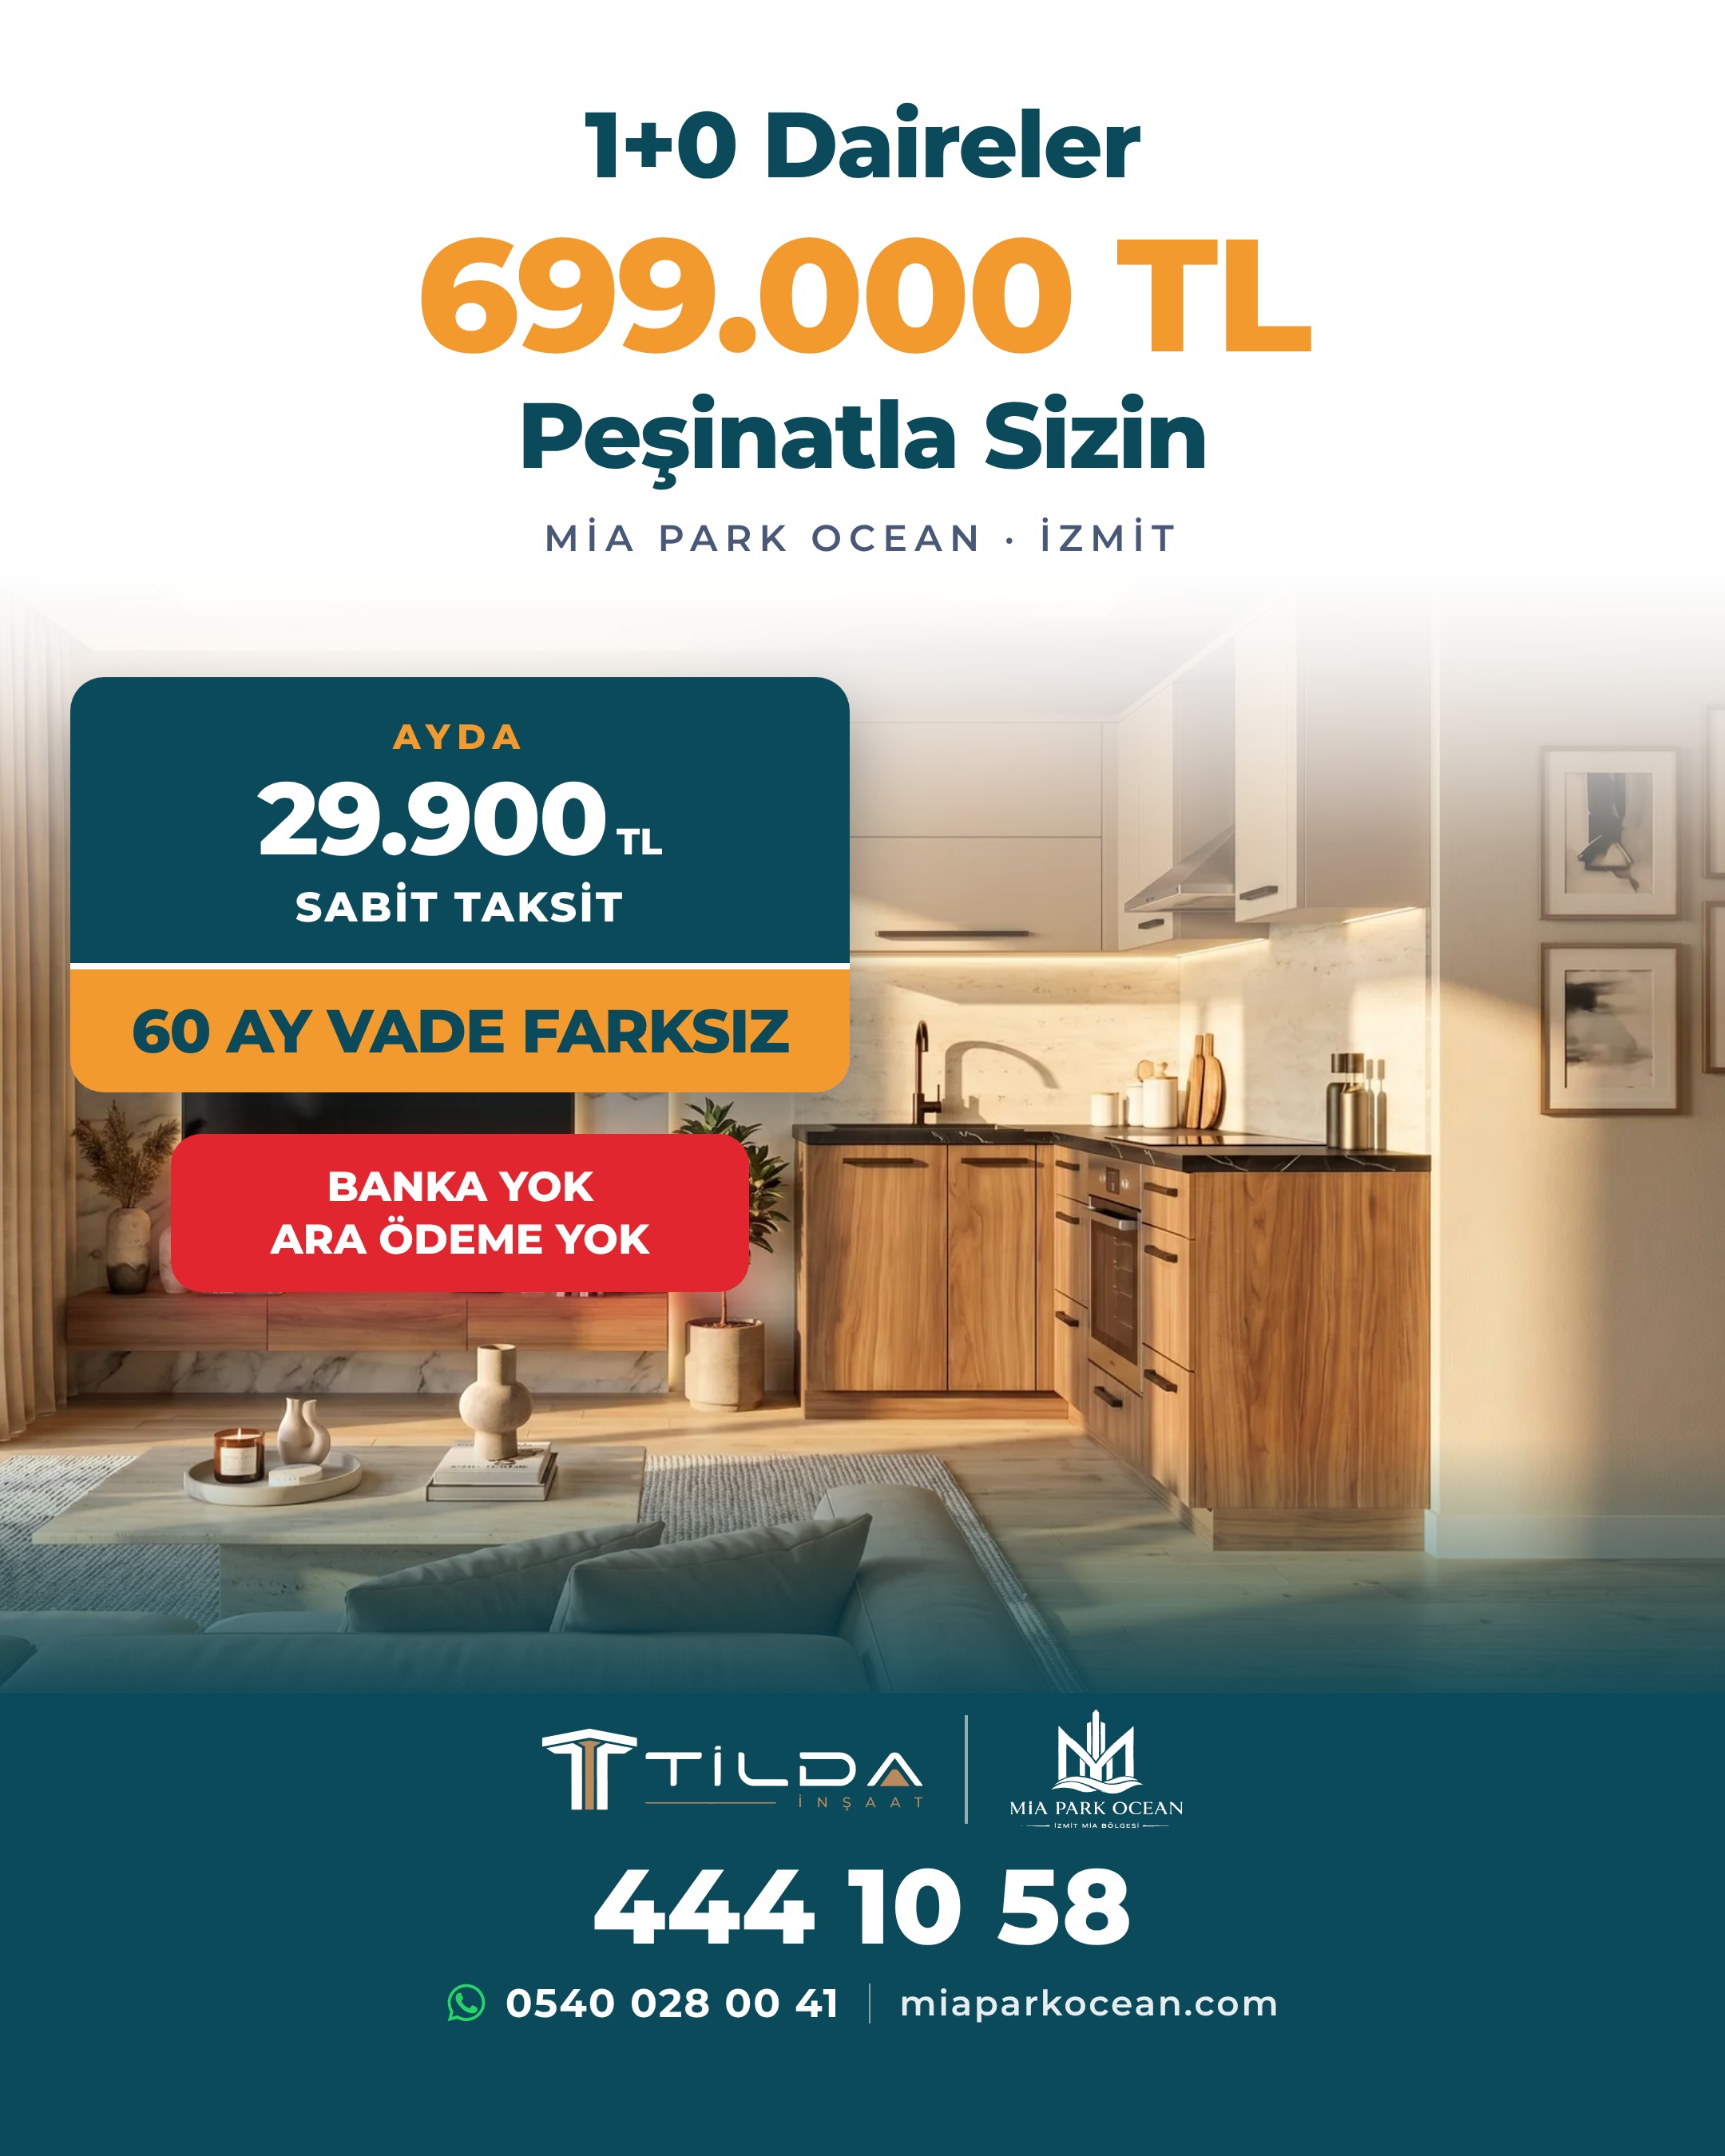 1+0 Daireler
699.000 TL
Peşinatla Sizin
MİA PARK OCEAN · İZMİT
AYDA
29.900 TL
SABİT TAKSİT
60 AY VADE FARKSIZ
BANKA YOK
ARA ÖDEME YOK
TİLDA
İNŞAAT
MİA PARK OCEAN
İZMİT MİA BÖLGESİ
444 10 58
0540 028 00 41 | miaparkocean.com